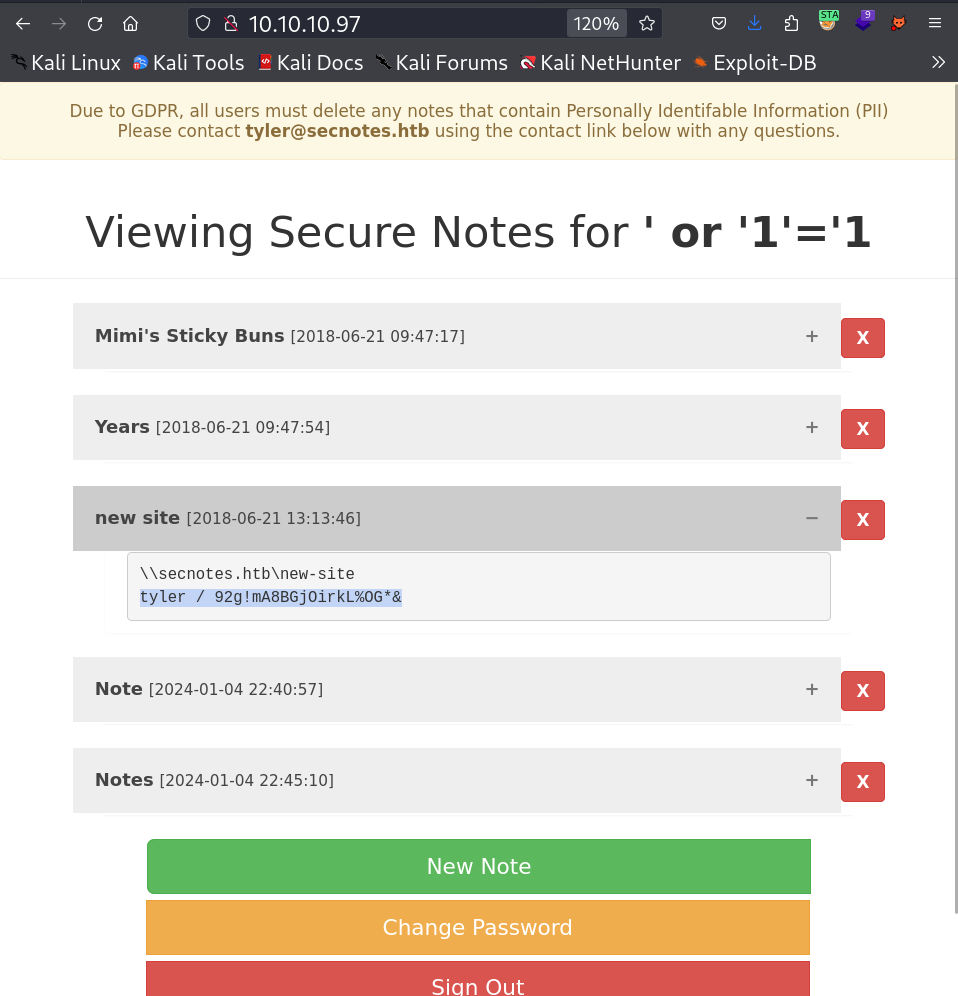 10.10.10.97 120% STA 9
Kali Linux Kali Tools Kali Docs Kali Forums Kali NetHunter Exploit-DB
Due to GDPR, all users must delete any notes that contain Personally Identifable Information (PII)
Please contact tyler@secnotes.htb using the contact link below with any questions.
Viewing Secure Notes for ' or '1'='1
Mimi's Sticky Buns [2018-06-21 09:47:17] + X
Years [2018-06-21 09:47:54] + X
new site [2018-06-21 13:13:46] − X
\\secnotes.htb\new-site
tyler / 92g!mA8BGjOirkL%OG*&
Note [2024-01-04 22:40:57] + X
Notes [2024-01-04 22:45:10] + X
New Note
Change Password
Sign Out